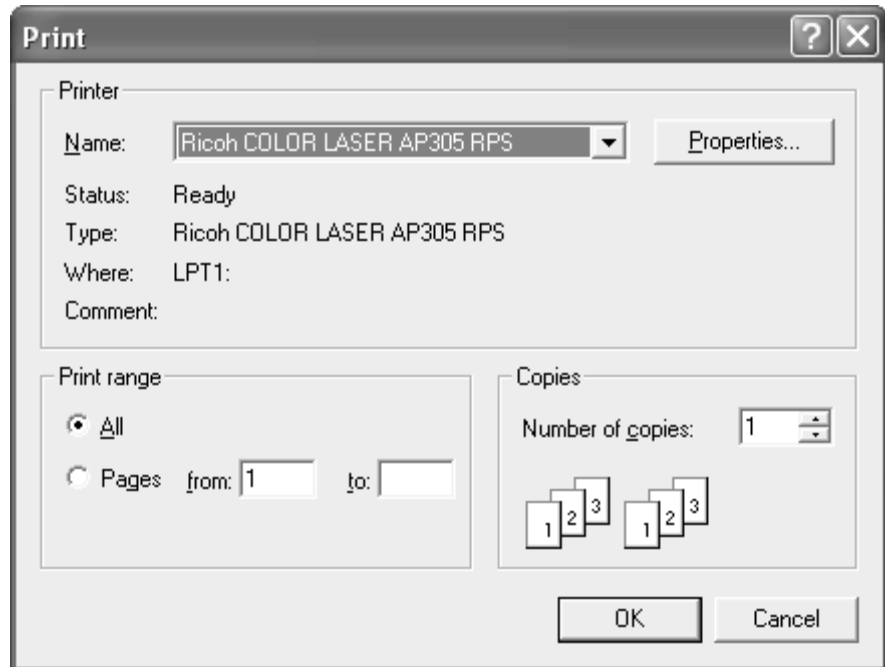 Print
Printer
Name: Ricoh COLOR LASER AP305 RPS Properties...
Status: Ready
Type: Ricoh COLOR LASER AP305 RPS
Where: LPT1:
Comment:
Print range
All
Pages from: 1 to:
Copies
Number of copies: 1
1 2 3 1 2 3
OK Cancel